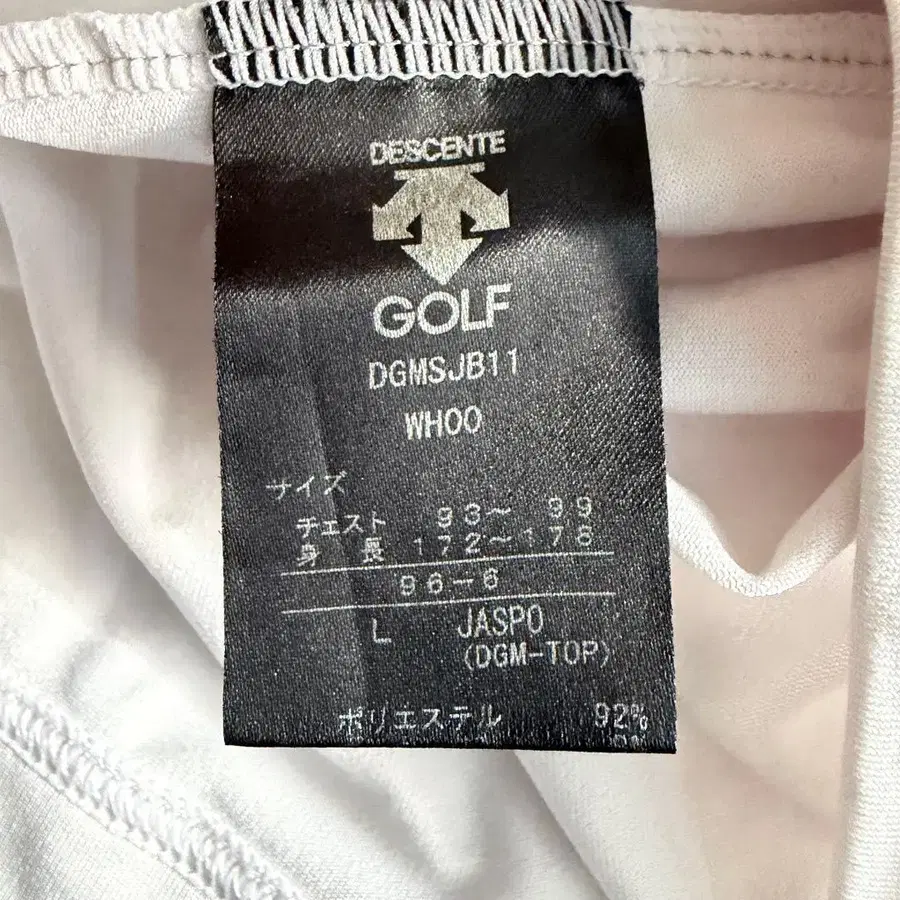 DESCENTE
GOLF
DGMSJB11
WH00
サイズ
チェスト 93～99
身長 172～178
96-6
L JASPO
(DGM-TOP)
ポリエステル 92%